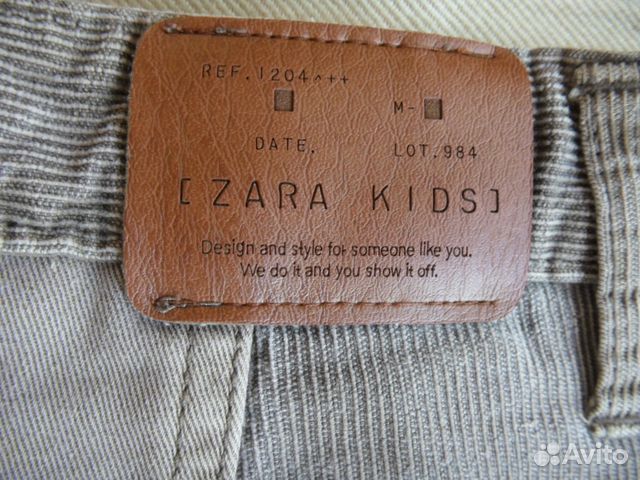 REF.1204^++
M-
DATE.
LOT.984
[ZARA KIDS]
Design and style for someone like you.
We do it and you show it off.
Avito